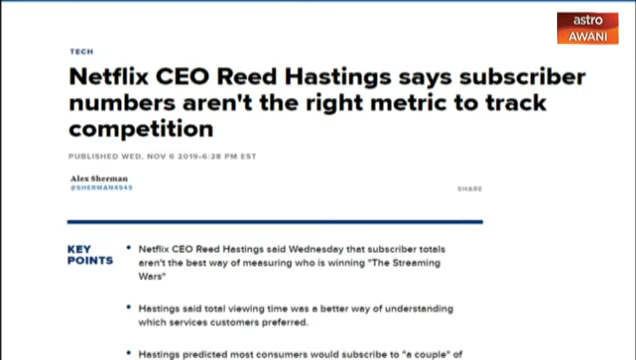 astro
AWANI
TECH
Netflix CEO Reed Hastings says subscriber
numbers aren't the right metric to track
competition
PUBLISHED WED, NOV 6 2019-6:28 PM EST
Alex Sherman
@SHERMAN4949
SHARE
KEY
POINTS
• Netflix CEO Reed Hastings said Wednesday that subscriber totals
aren't the best way of measuring who is winning "The Streaming
Wars"
• Hastings said total viewing time was a better way of understanding
which services customers preferred.
• Hastings predicted most consumers would subscribe to "a couple" of